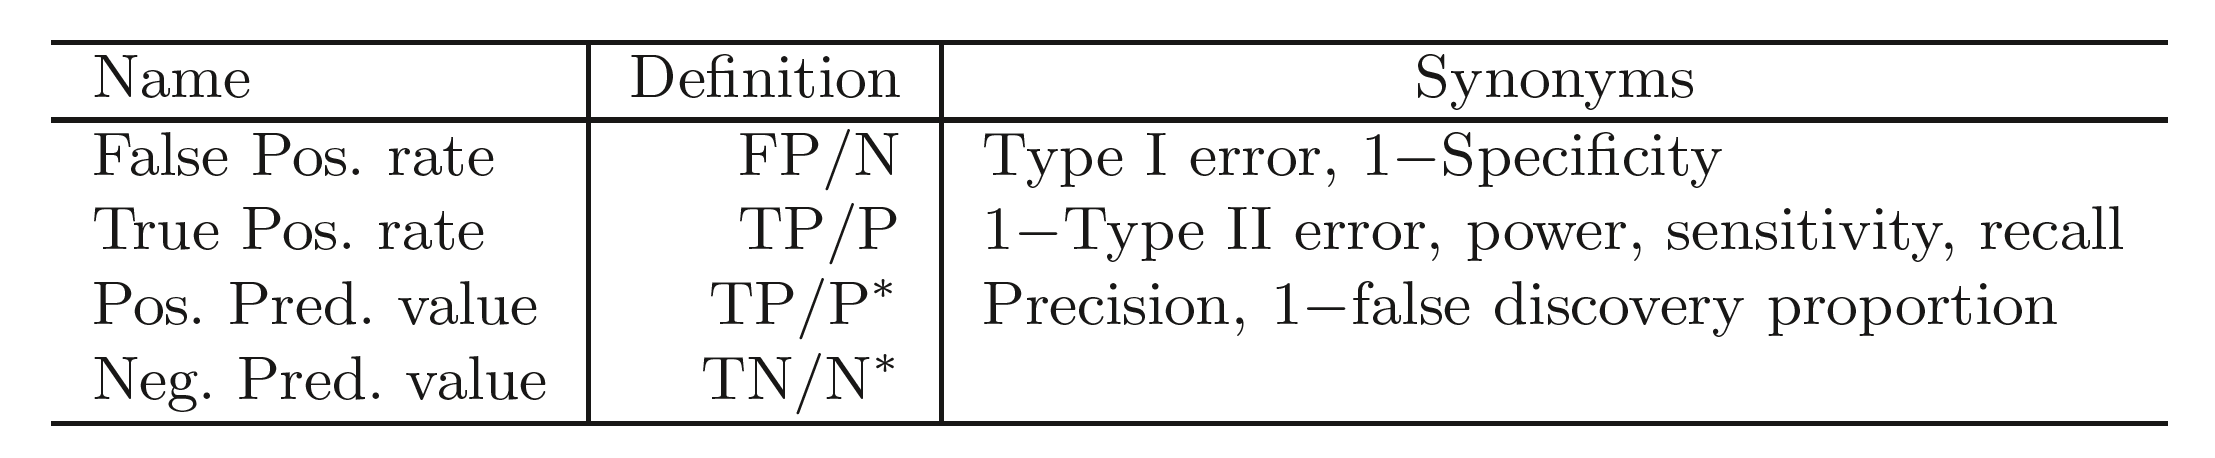 Name Definition Synonyms
False Pos. rate FP/N Type I error, 1−Specificity
True Pos. rate TP/P 1−Type II error, power, sensitivity, recall
Pos. Pred. value TP/P* Precision, 1−false discovery proportion
Neg. Pred. value TN/N*